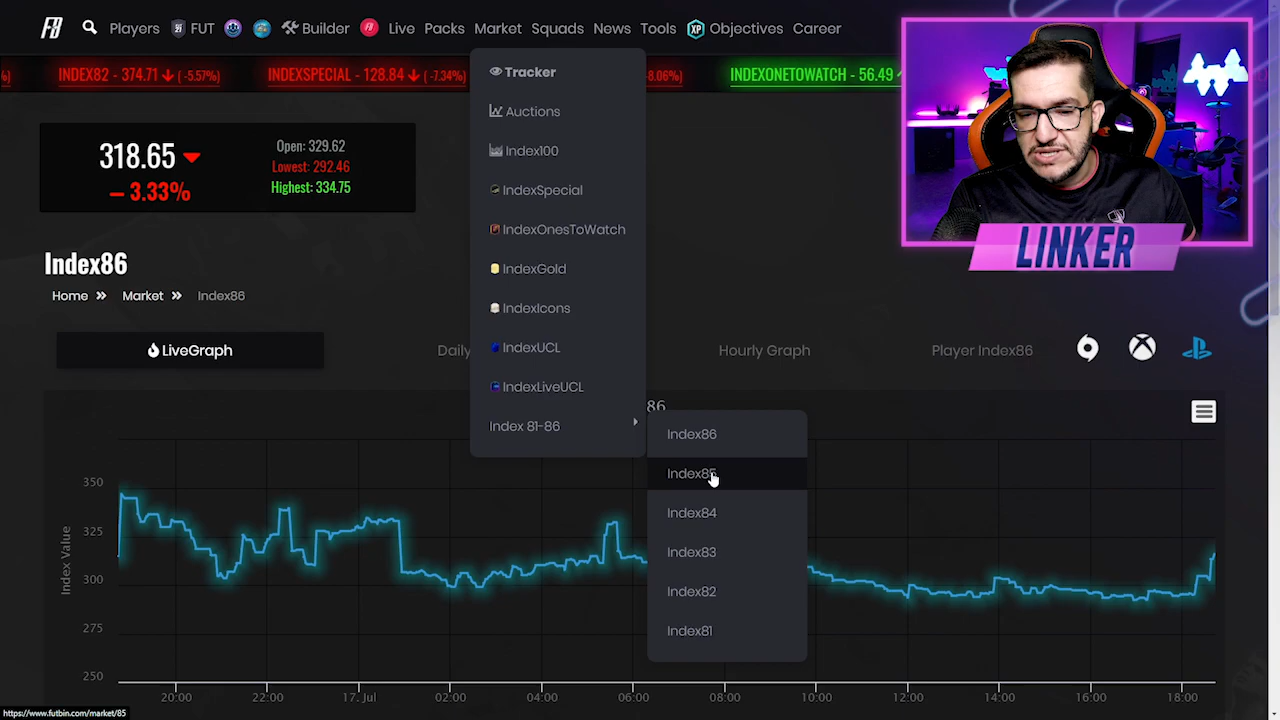 Players
FUT
Builder
Live
Packs
Market
Squads
News
Tools
XP
Objectives
Career
INDEX82 - 374.71 (-5.57%)
INDEXSPECIAL - 128.84 (-7.34%)
-8.06%)
INDEXONETOWATCH - 56.49
318.65
– 3.33%
Open: 329.62
Lowest: 292.46
Highest: 334.75
Tracker
Auctions
Index100
IndexSpecial
IndexOnesToWatch
IndexGold
IndexIcons
IndexUCL
IndexLiveUCL
Index 81-86
Index86
Index85
Index84
Index83
Index82
Index81
LINKER
Index86
Home » Market » Index86
LiveGraph
Daily
Hourly Graph
Player Index86
86
Index Value
350
325
300
275
250
20:00
22:00
17. Jul
02:00
04:00
06:00
08:00
10:00
12:00
14:00
16:00
18:00
https://www.futbin.com/market/85